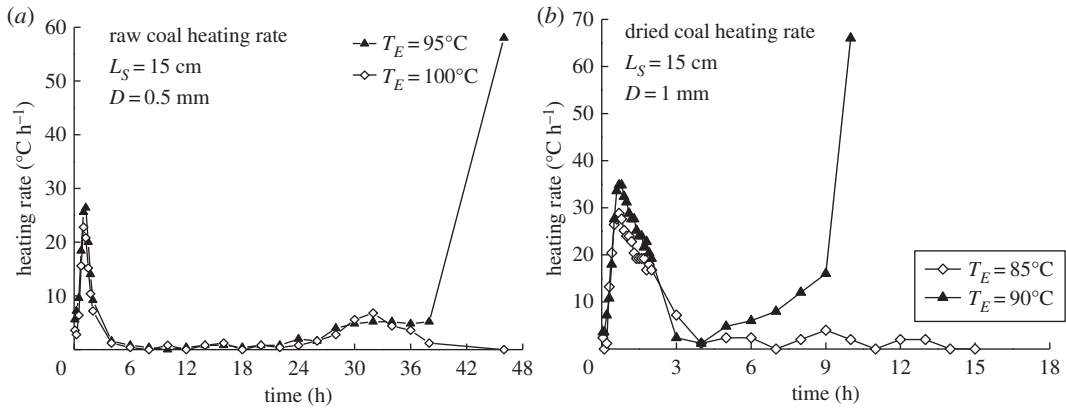 (a)
60
50
40
30
20
10
heating rate (°C h⁻¹)
raw coal heating rate
L_S = 15 cm
D = 0.5 mm
T_E = 95°C
T_E = 100°C
0 6 12 18 24 30 36 42 48
time (h)
(b)
70
60
50
40
30
20
10
heating rate (°C h⁻¹)
dried coal heating rate
L_S = 15 cm
D = 1 mm
T_E = 85°C
T_E = 90°C
0 3 6 9 12 15 18
time (h)